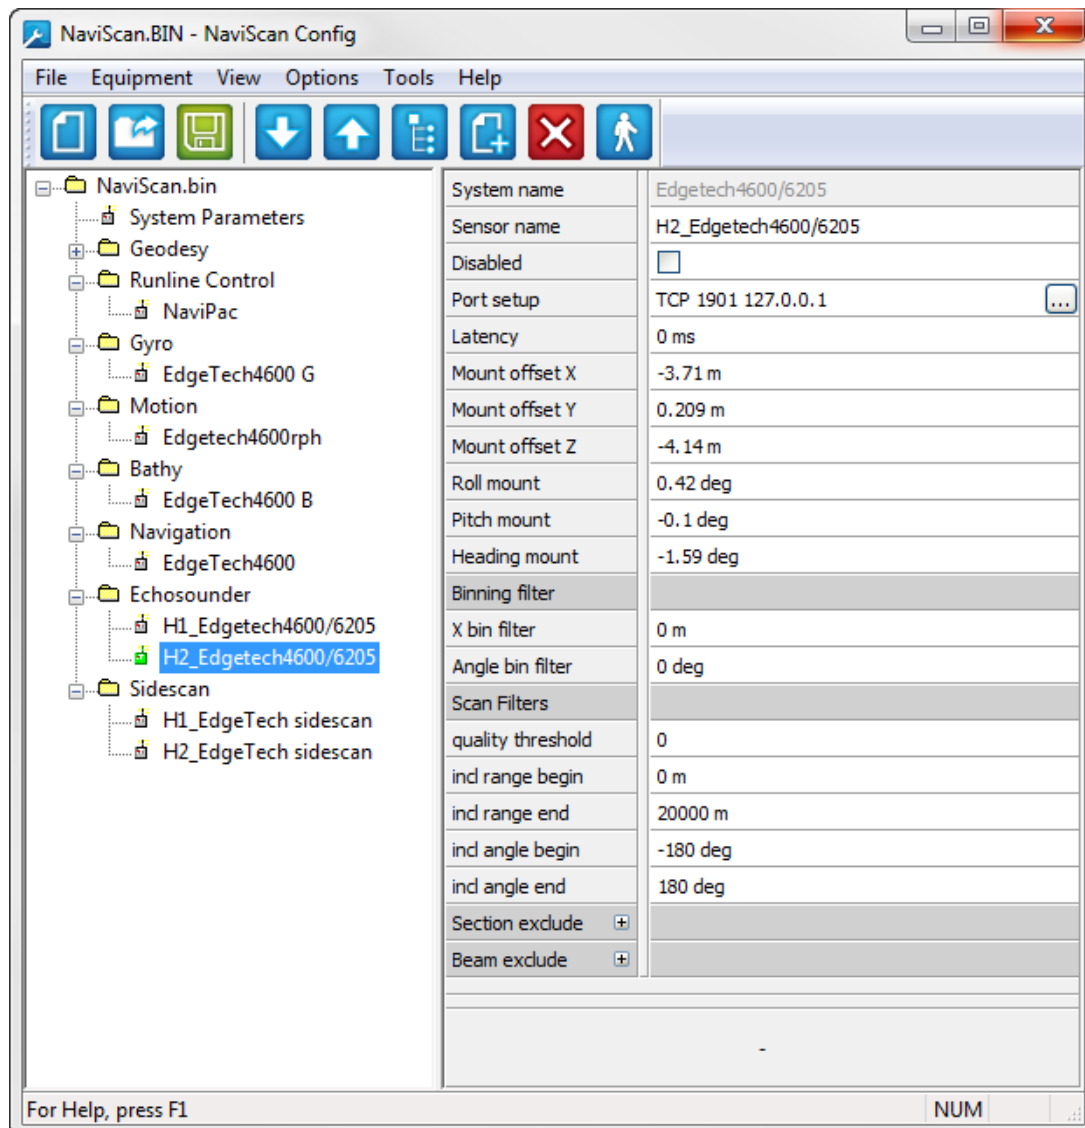 NaviScan.BIN - NaviScan Config
File Equipment View Options Tools Help
NaviScan.bin
System Parameters
Geodesy
Runline Control
NaviPac
Gyro
EdgeTech4600 G
Motion
Edgetech4600rph
Bathy
EdgeTech4600 B
Navigation
EdgeTech4600
Echosounder
H1_Edgetech4600/6205
H2_Edgetech4600/6205
Sidescan
H1_EdgeTech sidescan
H2_EdgeTech sidescan
System name Edgetech4600/6205
Sensor name H2_Edgetech4600/6205
Disabled
Port setup TCP 1901 127.0.0.1 ...
Latency 0 ms
Mount offset X -3.71 m
Mount offset Y 0.209 m
Mount offset Z -4.14 m
Roll mount 0.42 deg
Pitch mount -0.1 deg
Heading mount -1.59 deg
Binning filter
X bin filter 0 m
Angle bin filter 0 deg
Scan Filters
quality threshold 0
incl range begin 0 m
incl range end 20000 m
incl angle begin -180 deg
incl angle end 180 deg
Section exclude
Beam exclude
-
For Help, press F1 NUM